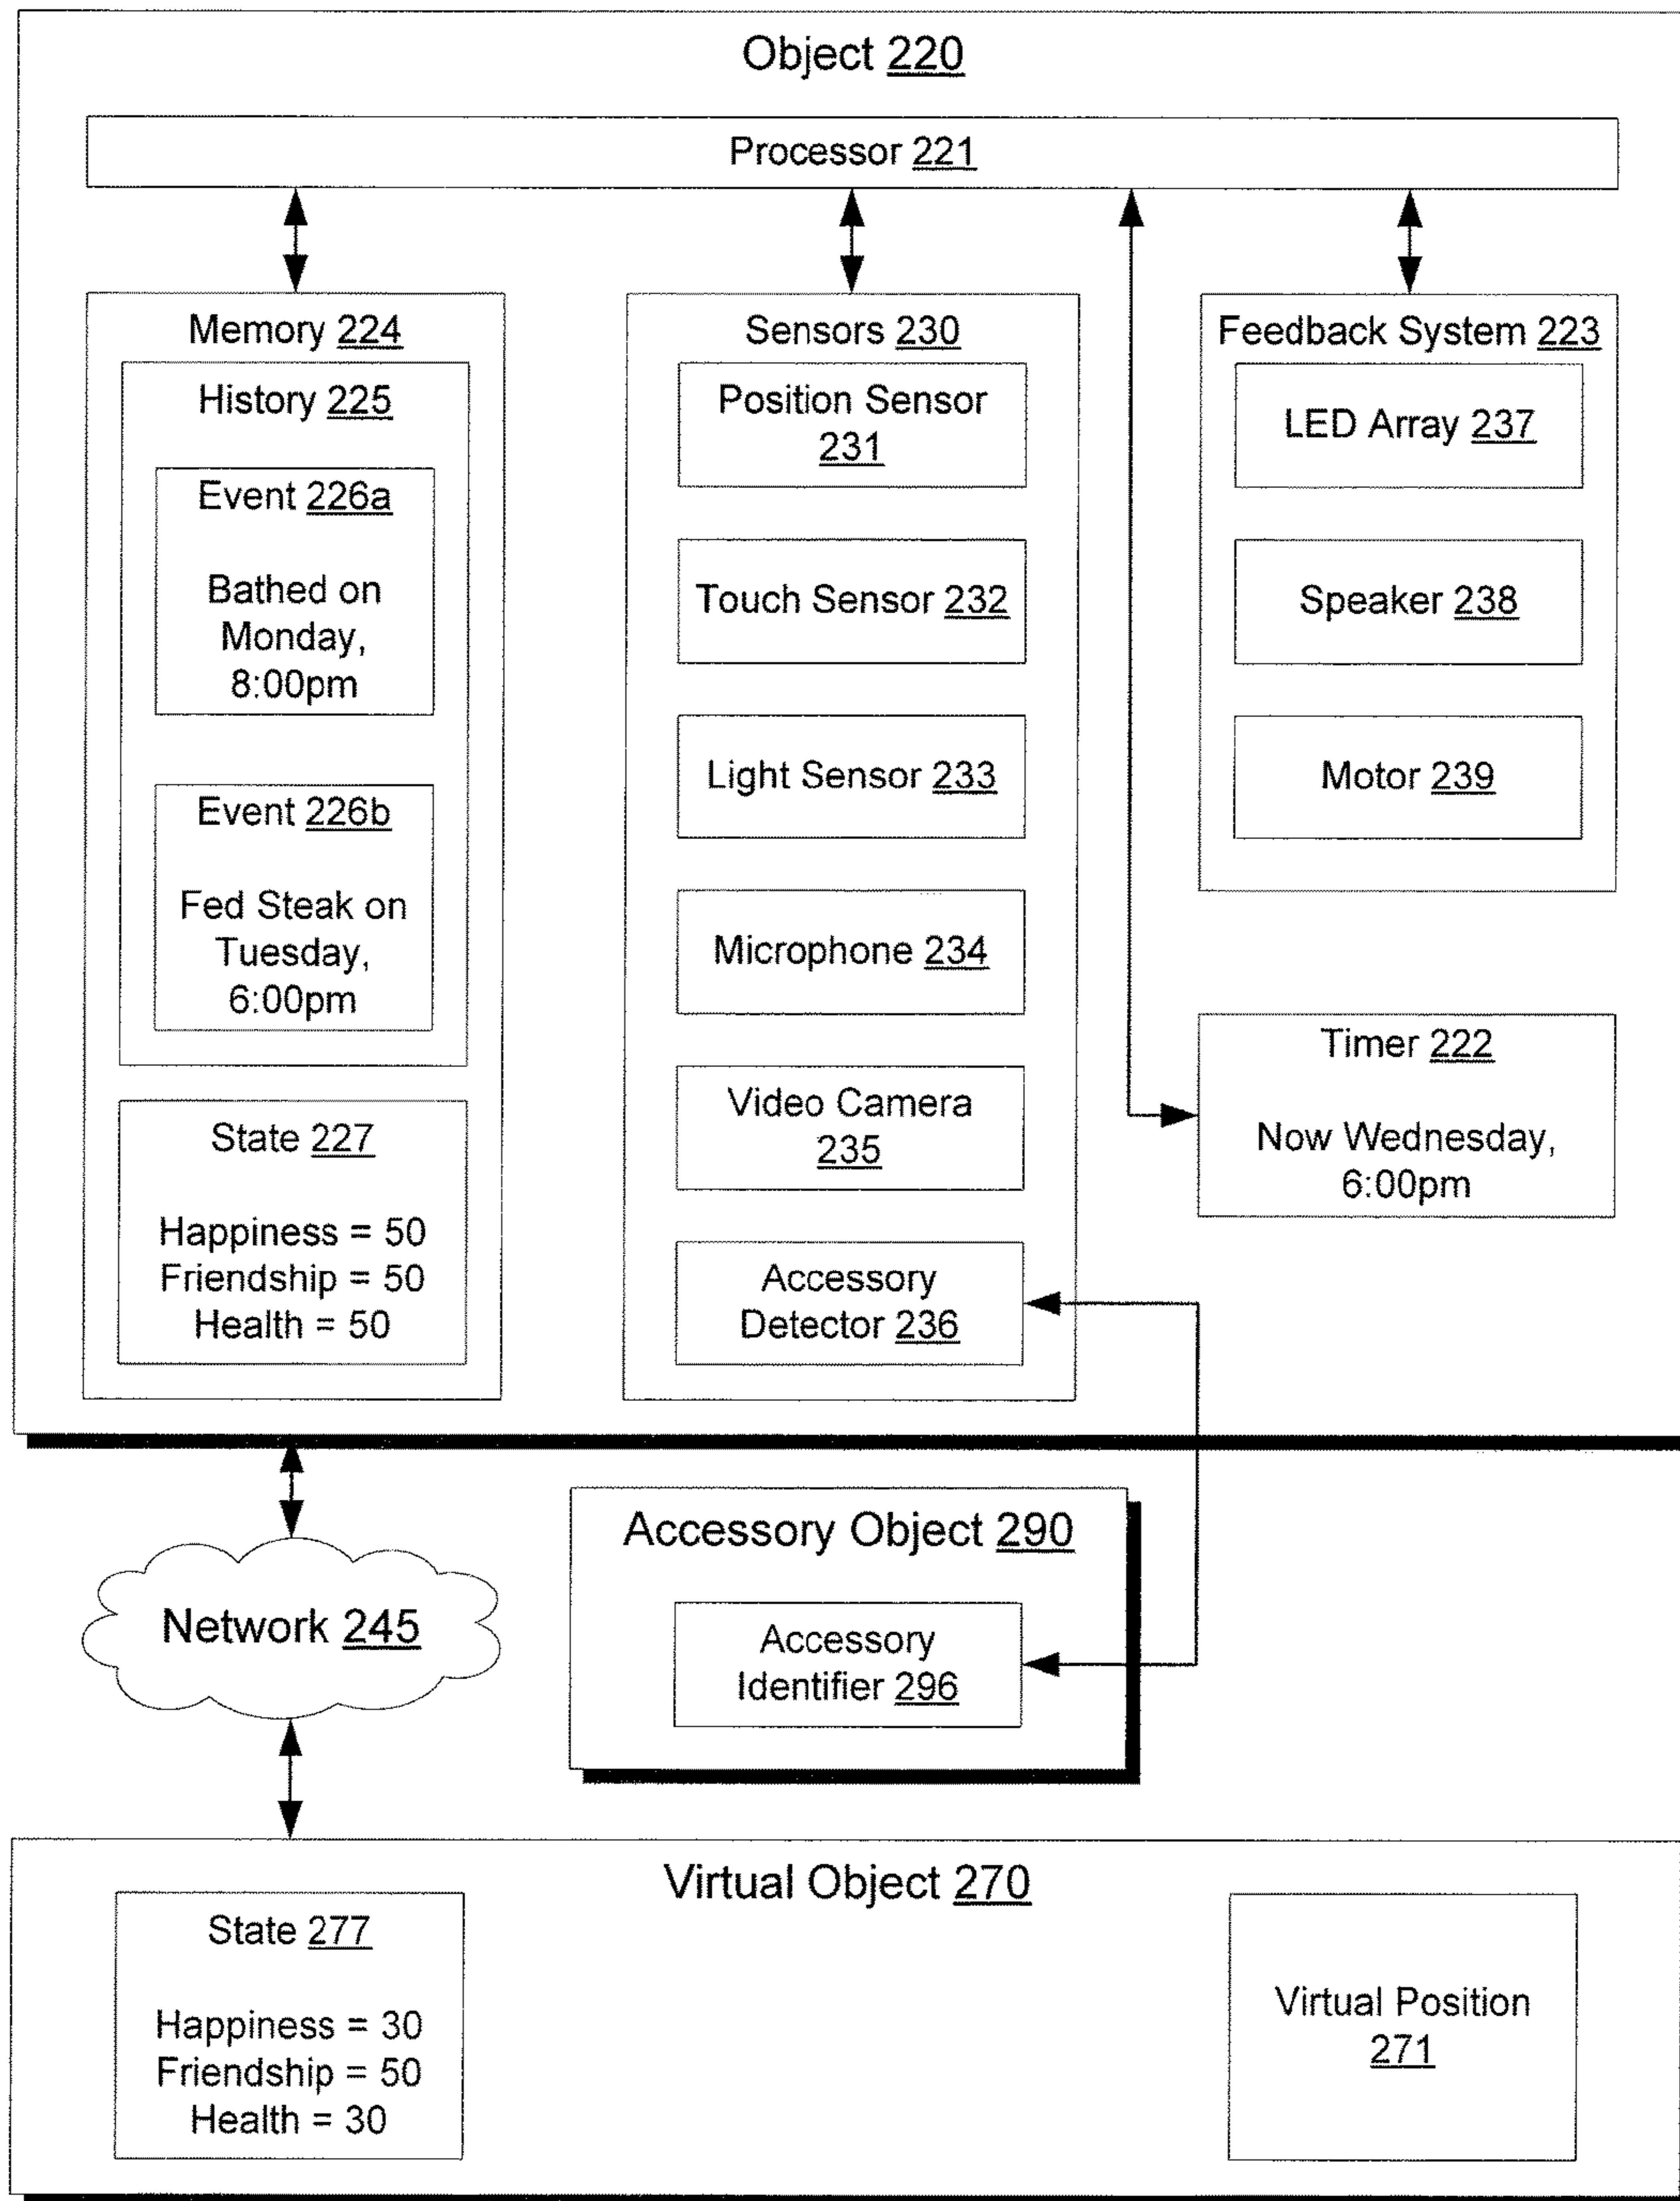 Object 220
Processor 221
Memory 224
History 225
Event 226a
Bathed on
Monday,
8:00pm
Event 226b
Fed Steak on
Tuesday,
6:00pm
State 227
Happiness = 50
Friendship = 50
Health = 50
Sensors 230
Position Sensor
231
Touch Sensor 232
Light Sensor 233
Microphone 234
Video Camera
235
Accessory
Detector 236
Feedback System 223
LED Array 237
Speaker 238
Motor 239
Timer 222
Now Wednesday,
6:00pm
Network 245
Accessory Object 290
Accessory
Identifier 296
Virtual Object 270
State 277
Happiness = 30
Friendship = 50
Health = 30
Virtual Position
271